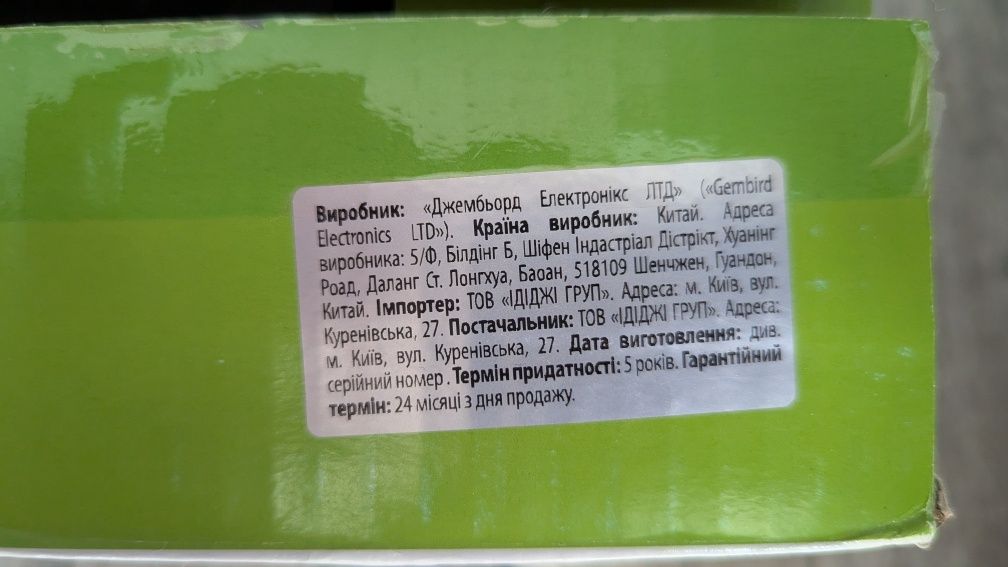 Виробник: «Джембьорд Електронікс ЛТД» («Gembird
Electronics LTD»). Країна виробник: Китай. Адреса
виробника: 5/Ф, Білдінг Б, Шіфен Індастріал Дістрікт, Хуанінг
Роад, Даланг Ст. Лонгхуа, Баоан, 518109 Шенчжен, Гуандон,
Китай. Імпортер: ТОВ «ІДІДЖІ ГРУП». Адреса: м. Київ, вул.
Куренівська, 27. Постачальник: ТОВ «ІДІДЖІ ГРУП». Адреса:
м. Київ, вул. Куренівська, 27. Дата виготовлення: див.
серійний номер. Термін придатності: 5 років. Гарантійний
термін: 24 місяці з дня продажу.